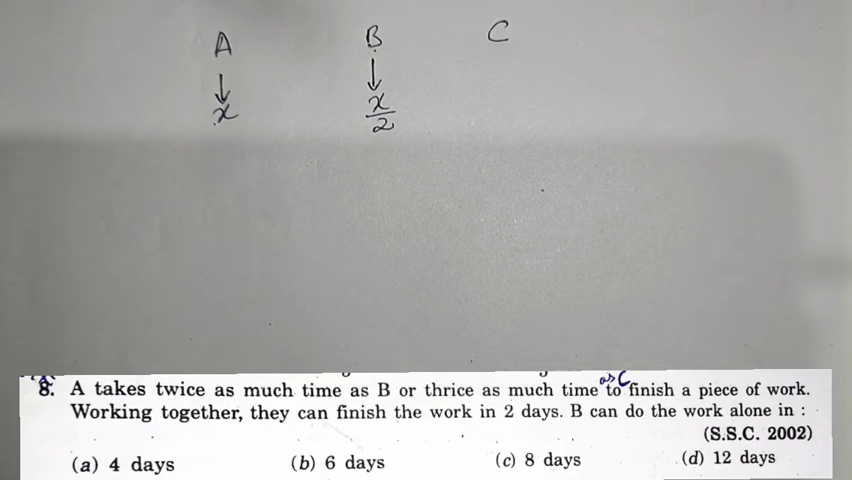 A B C
↓ ↓
x x/2
as C
8. A takes twice as much time as B or thrice as much time to finish a piece of work.
Working together, they can finish the work in 2 days. B can do the work alone in :
(S.S.C. 2002)
(a) 4 days (b) 6 days (c) 8 days (d) 12 days